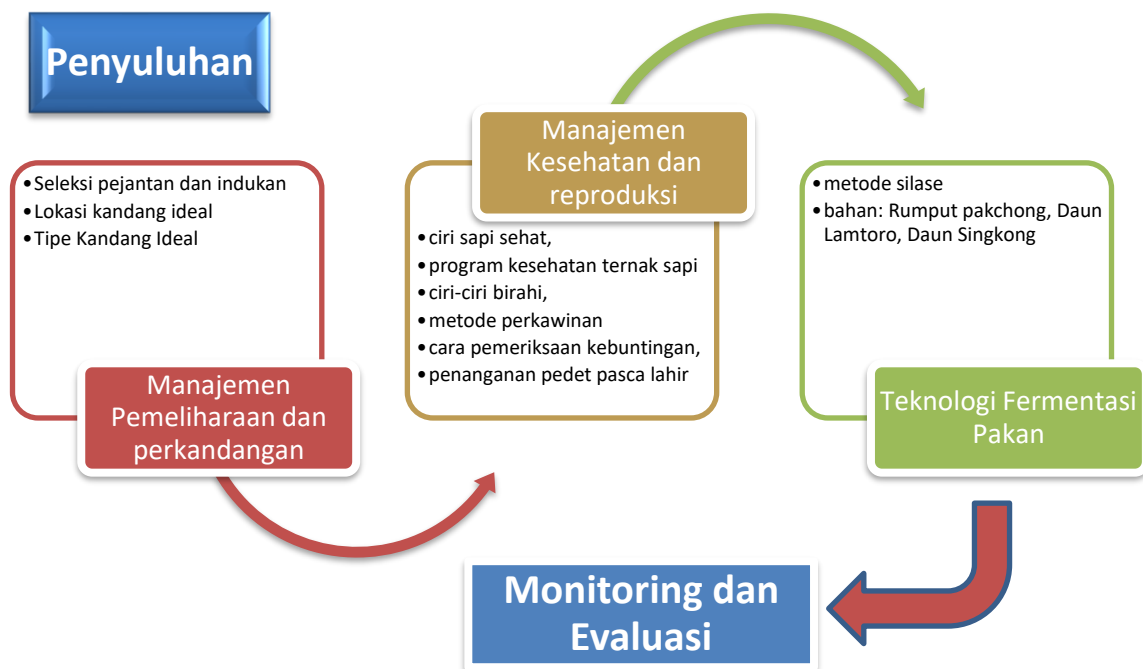 Penyuluhan
•Seleksi pejantan dan indukan
•Lokasi kandang ideal
•Tipe Kandang Ideal
Manajemen
Pemeliharaan dan
perkandangan
Manajemen
Kesehatan dan
reproduksi
•ciri sapi sehat,
•program kesehatan ternak sapi
•ciri-ciri birahi,
•metode perkawinan
•cara pemeriksaan kebuntingan,
•penanganan pedet pasca lahir
•metode silase
•bahan: Rumput pakchong, Daun
Lamtoro, Daun Singkong
Teknologi Fermentasi
Pakan
Monitoring dan
Evaluasi